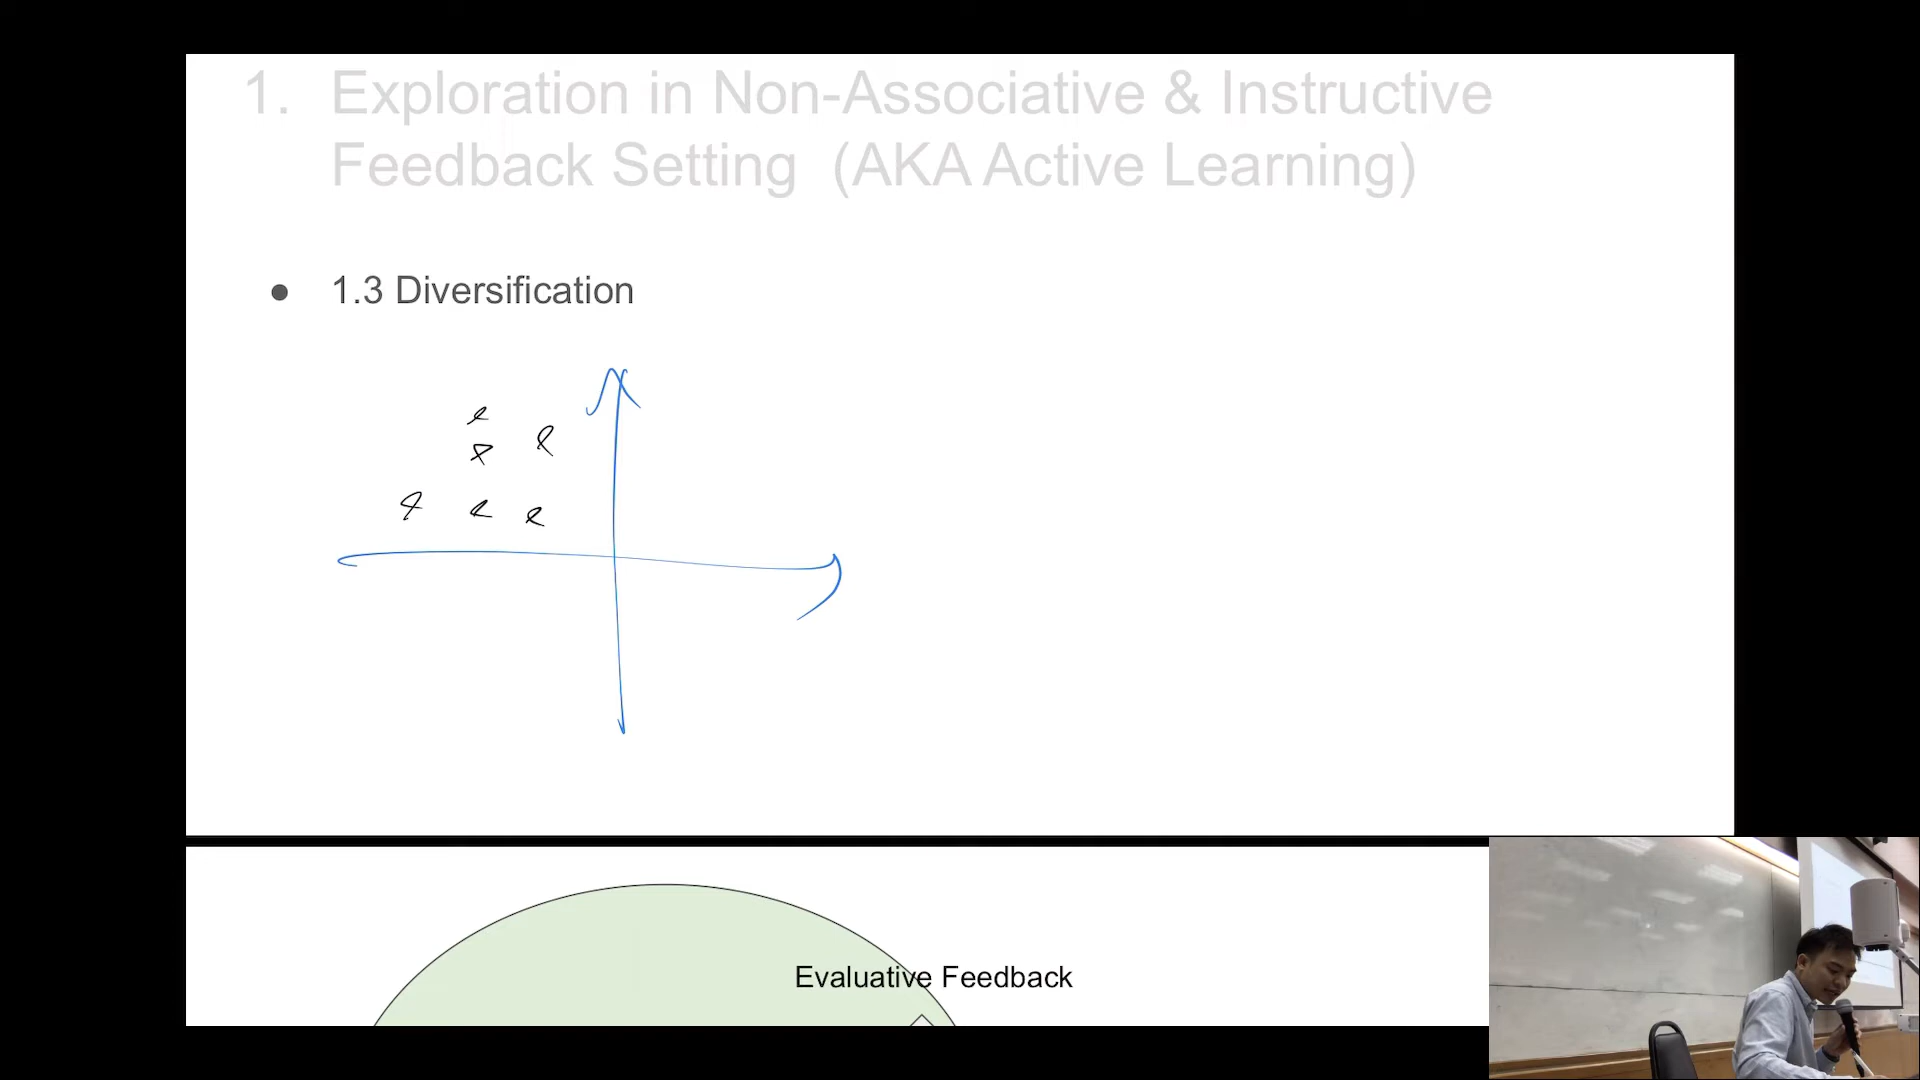 1. Exploration in Non-Associative & Instructive
Feedback Setting (AKA Active Learning)
● 1.3 Diversification
Evaluative Feedback